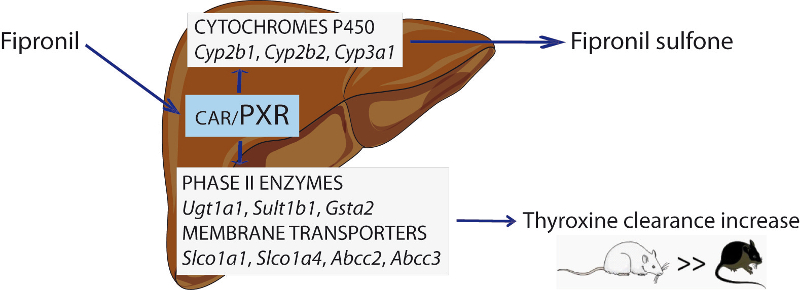 Fipronil
CYTOCHROMES P450
Cyp2b1, Cyp2b2, Cyp3a1
Fipronil sulfone
CAR/PXR
PHASE II ENZYMES
Ugt1a1, Sult1b1, Gsta2
MEMBRANE TRANSPORTERS
Slco1a1, Slco1a4, Abcc2, Abcc3
Thyroxine clearance increase
>>